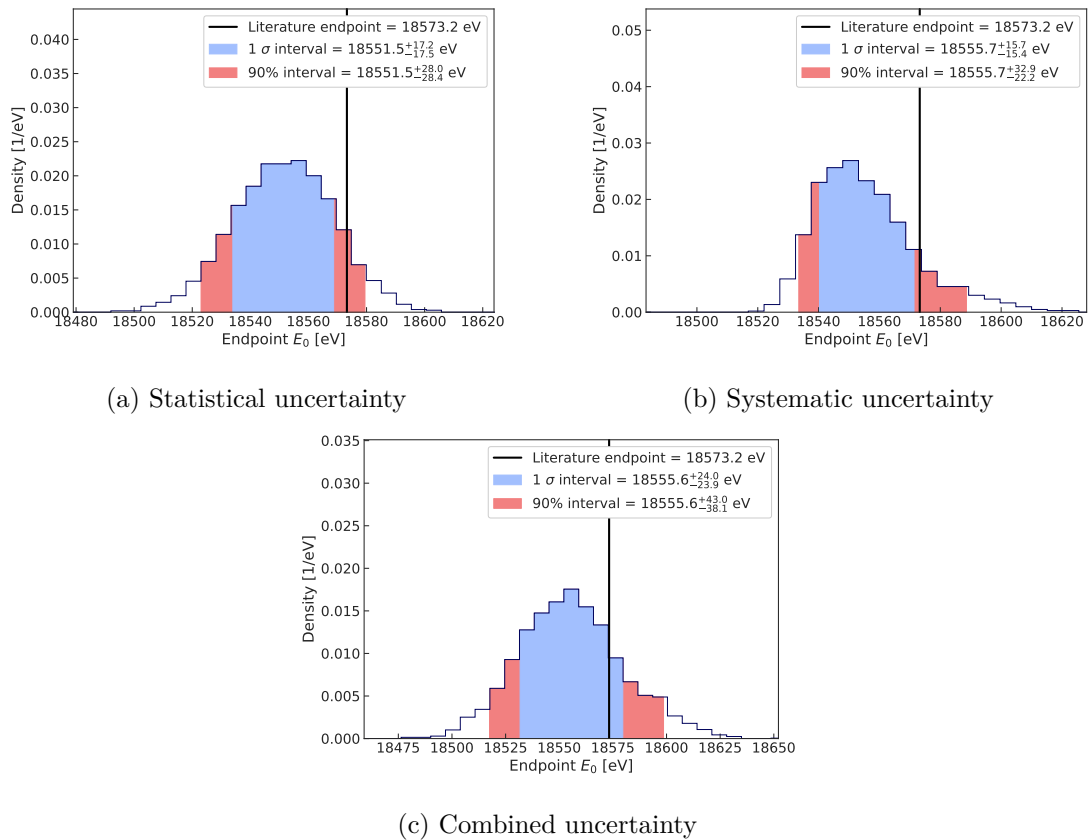 Literature endpoint = 18573.2 eV
1 σ interval = 18551.5^{+17.2}_{-17.5} eV
90% interval = 18551.5^{+28.0}_{-28.4} eV
0.040
0.035
0.030
0.025
0.020
0.015
0.010
0.005
0.000
Density [1/eV]
18480 18500 18520 18540 18560 18580 18600 18620
Endpoint E_0 [eV]
(a) Statistical uncertainty
Literature endpoint = 18573.2 eV
1 σ interval = 18555.7^{+15.7}_{-15.4} eV
90% interval = 18555.7^{+32.9}_{-22.2} eV
0.05
0.04
0.03
0.02
0.01
0.00
Density [1/eV]
18500 18520 18540 18560 18580 18600 18620
Endpoint E_0 [eV]
(b) Systematic uncertainty
Literature endpoint = 18573.2 eV
1 σ interval = 18555.6^{+24.0}_{-23.9} eV
90% interval = 18555.6^{+43.0}_{-38.1} eV
0.035
0.030
0.025
0.020
0.015
0.010
0.005
0.000
Density [1/eV]
18475 18500 18525 18550 18575 18600 18625 18650
Endpoint E_0 [eV]
(c) Combined uncertainty